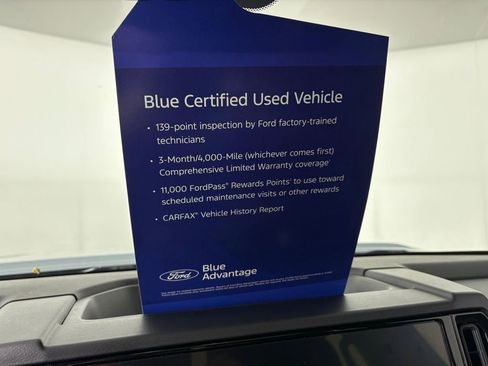 Blue Certified Used Vehicle
• 139-point inspection by Ford factory-trained
technicians
• 3-Month/4,000-Mile (whichever comes first)
Comprehensive Limited Warranty coverage
• 11,000 FordPass® Rewards Points to use toward
scheduled maintenance visits or other rewards
• CARFAX® Vehicle History Report
Ford
Blue
Advantage